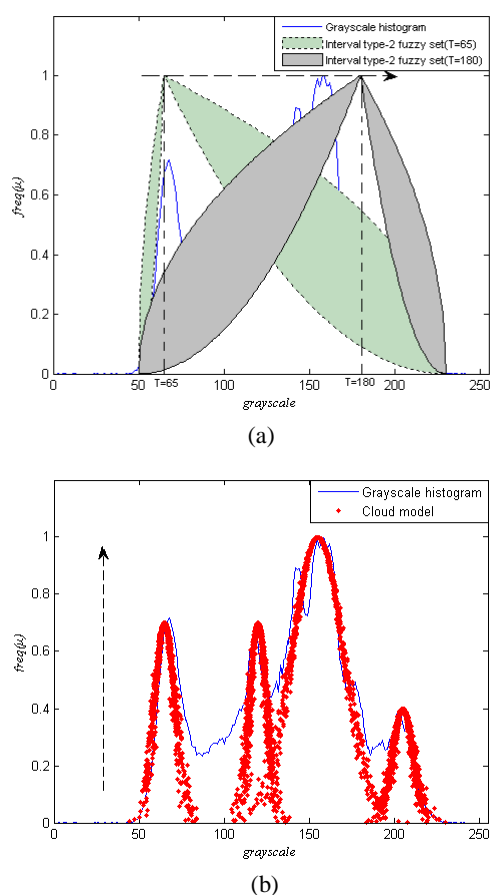 Grayscale histogram
Interval type-2 fuzzy set(T=65)
Interval type-2 fuzzy set(T=180)
freq(μ)
1
0.8
0.6
0.4
0.2
0
0 50 100 150 200 250
T=65 T=180
grayscale
(a)
Grayscale histogram
Cloud model
freq(μ)
1
0.8
0.6
0.4
0.2
0
0 50 100 150 200 250
grayscale
(b)